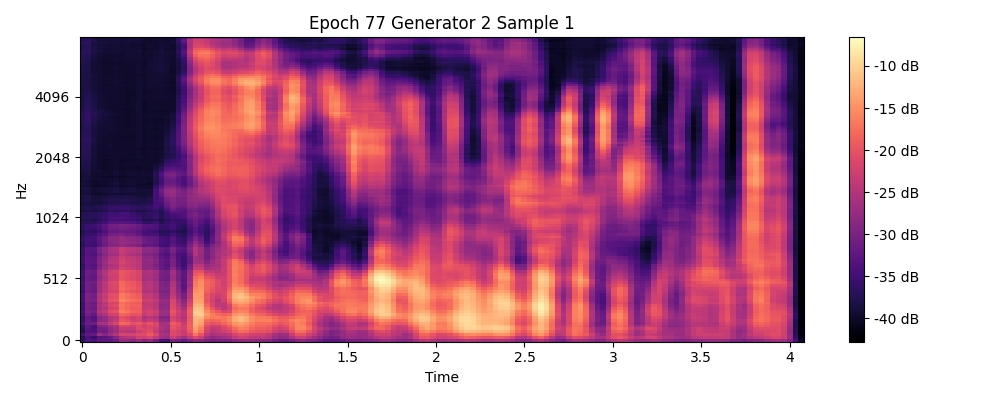 Epoch 77 Generator 2 Sample 1
Hz
4096
2048
1024
512
0
0
0.5
1
1.5
2
2.5
3
3.5
4
Time
-10 dB
-15 dB
-20 dB
-25 dB
-30 dB
-35 dB
-40 dB